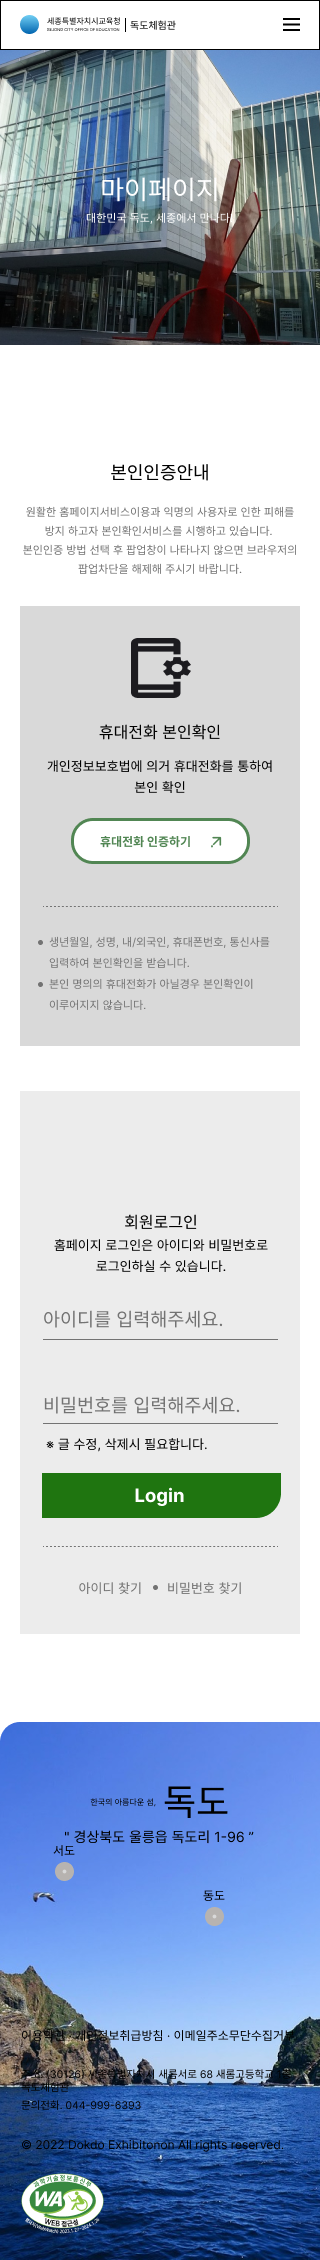 세종특별자치시교육청
SEJONG CITY OFFICE OF EDUCATION
독도체험관
마이페이지
대한민국 독도, 세종에서 만나다.
본인인증안내
원활한 홈페이지서비스이용과 익명의 사용자로 인한 피해를
방지 하고자 본인확인서비스를 시행하고 있습니다.
본인인증 방법 선택 후 팝업창이 나타나지 않으면 브라우저의
팝업차단을 해제해 주시기 바랍니다.
휴대전화 본인확인
개인정보보호법에 의거 휴대전화를 통하여
본인 확인
휴대전화 인증하기
생년월일, 성명, 내/외국인, 휴대폰번호, 통신사를
입력하여 본인확인을 받습니다.
본인 명의의 휴대전화가 아닐경우 본인확인이
이루어지지 않습니다.
회원로그인
홈페이지 로그인은 아이디와 비밀번호로
로그인하실 수 있습니다.
아이디를 입력해주세요.
비밀번호를 입력해주세요.
※ 글 수정, 삭제시 필요합니다.
Login
아이디 찾기 • 비밀번호 찾기
한국의 아름다운 섬, 독도
" 경상북도 울릉읍 독도리 1-96 "
서도
동도
이용약관 · 개인정보취급방침 · 이메일주소무단수집거부
(30126) 새롬서로 68 새롬고등학교
문의전화. 044-999-6393
© 2022 Dokdo Exhibitonon All rights reserved.
과학기술정보통신부
WA
WEB 접근성